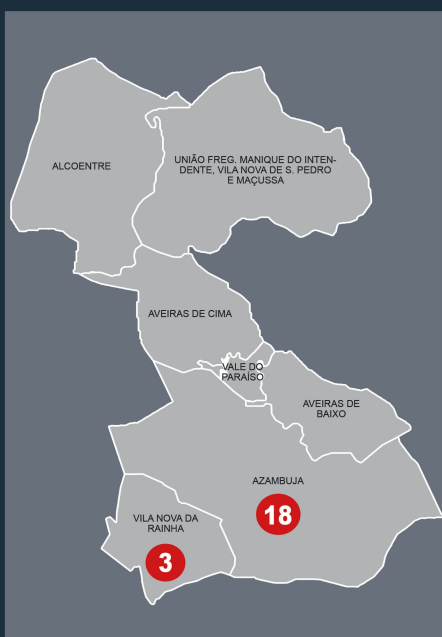 ALCOENTRE
UNIÃO FREG. MANIQUE DO INTEN-
DENTE, VILA NOVA DE S. PEDRO
E MAÇUSSA
AVEIRAS DE CIMA
VALE DO
PARAÍSO
AVEIRAS DE
BAIXO
AZAMBUJA
18
VILA NOVA DA
RAINHA
3